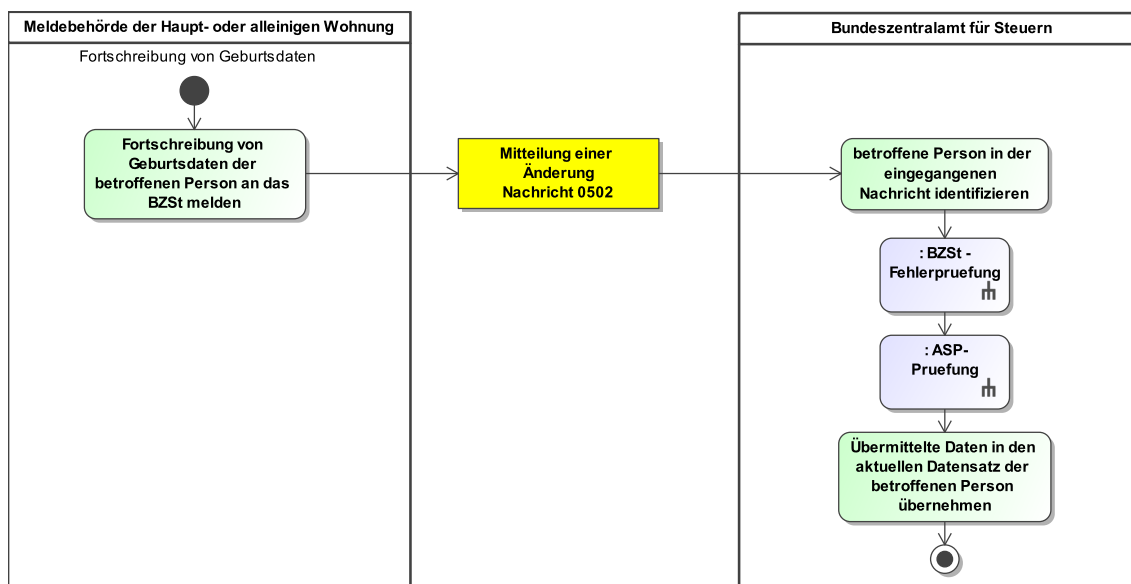 Meldebehörde der Haupt- oder alleinigen Wohnung
Fortschreibung von Geburtsdaten
Fortschreibung von
Geburtsdaten der
betroffenen Person an das
BZSt melden
Mitteilung einer
Änderung
Nachricht 0502
Bundeszentralamt für Steuern
betroffene Person in der
eingegangenen
Nachricht identifizieren
: BZSt -
Fehlerpruefung
: ASP-
Pruefung
Übermittelte Daten in den
aktuellen Datensatz der
betroffenen Person
übernehmen